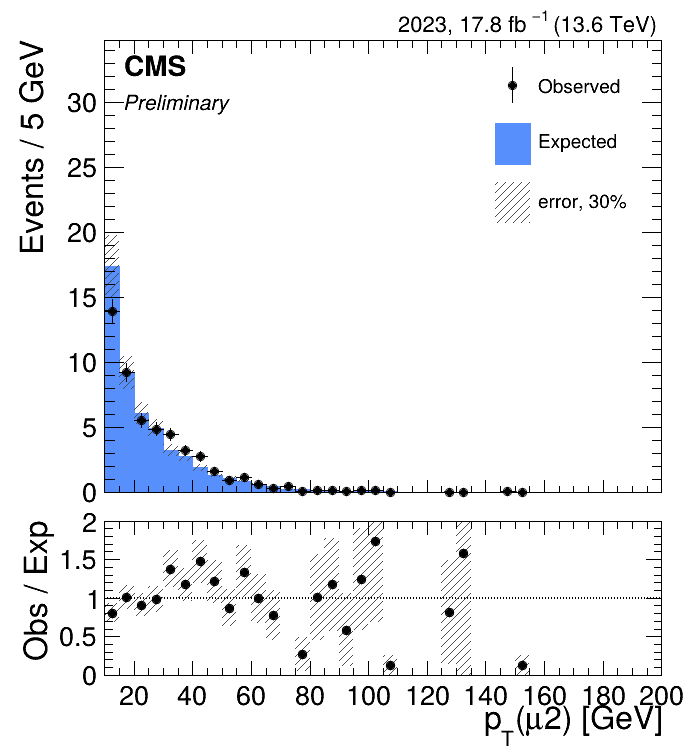 2023, 17.8 fb⁻¹ (13.6 TeV)
CMS
Preliminary
Observed
Expected
error, 30%
Events / 5 GeV
30
25
20
15
10
5
0
Obs / Exp
2
1.5
1
0.5
0
20 40 60 80 100 120 140 160 180 200
p_T(μ2) [GeV]